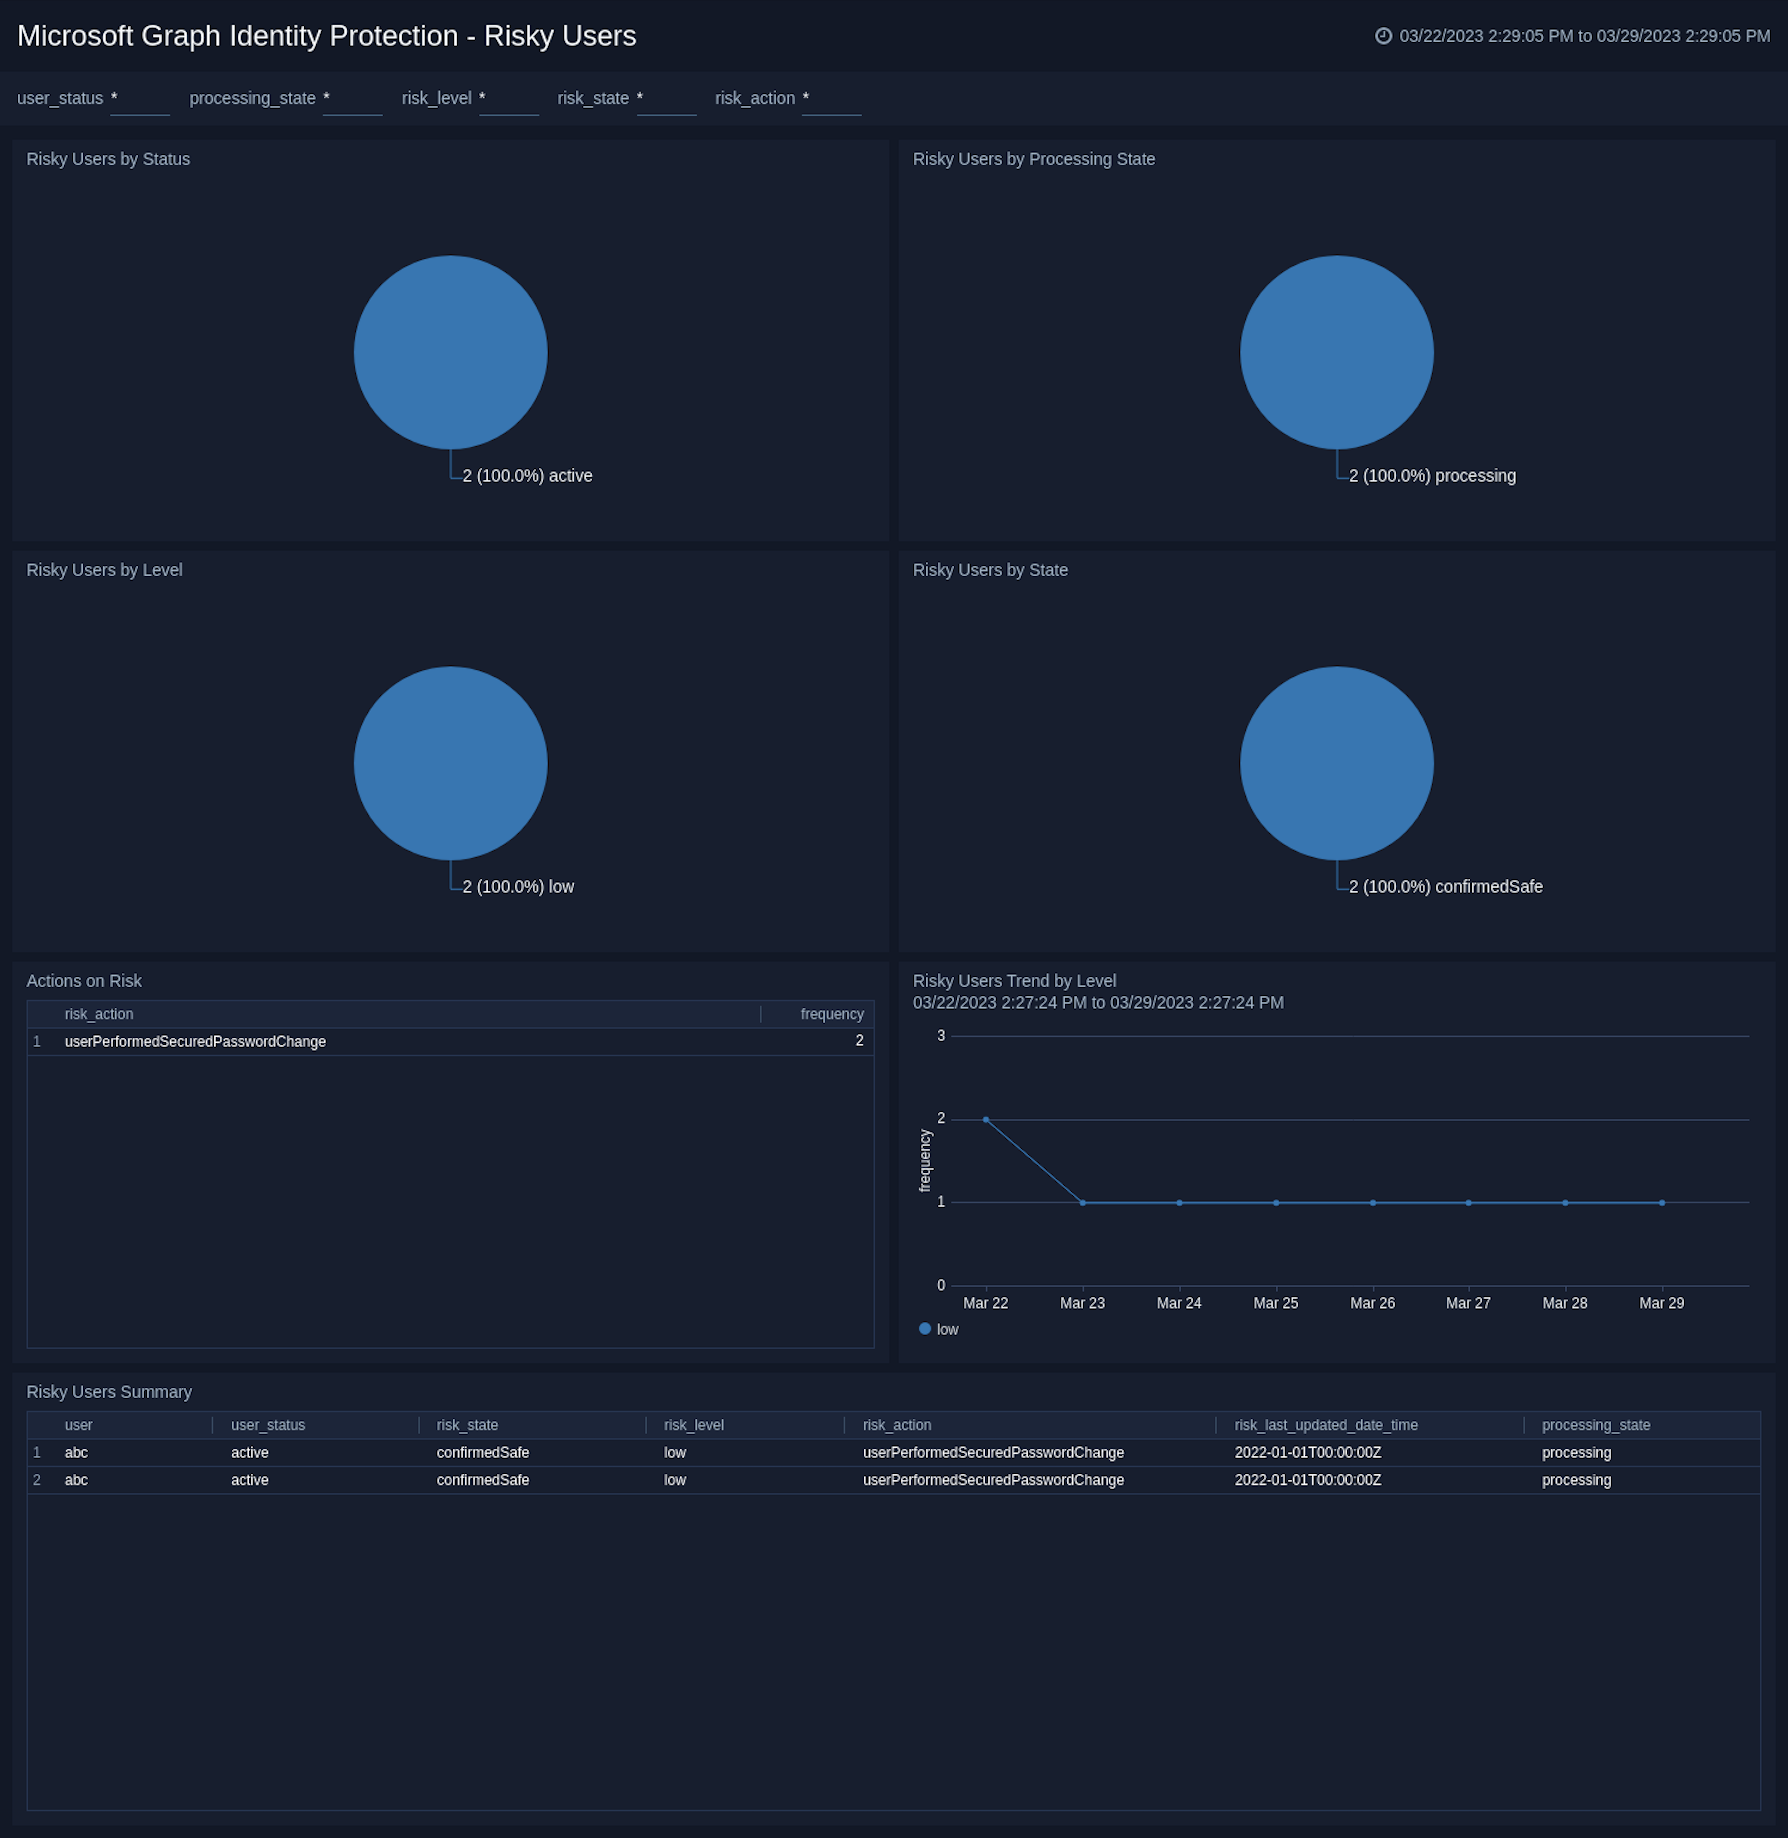 Microsoft Graph Identity Protection - Risky Users
03/22/2023 2:29:05 PM to 03/29/2023 2:29:05 PM
user_status * processing_state * risk_level * risk_state * risk_action *
Risky Users by Status
2 (100.0%) active
Risky Users by Processing State
2 (100.0%) processing
Risky Users by Level
2 (100.0%) low
Risky Users by State
2 (100.0%) confirmedSafe
Actions on Risk
risk_action frequency
1 userPerformedSecuredPasswordChange 2
Risky Users Trend by Level
03/22/2023 2:27:24 PM to 03/29/2023 2:27:24 PM
3
2
1
0
frequency
Mar 22 Mar 23 Mar 24 Mar 25 Mar 26 Mar 27 Mar 28 Mar 29
low
Risky Users Summary
user user_status risk_state risk_level risk_action risk_last_updated_date_time processing_state
1 abc active confirmedSafe low userPerformedSecuredPasswordChange 2022-01-01T00:00:00Z processing
2 abc active confirmedSafe low userPerformedSecuredPasswordChange 2022-01-01T00:00:00Z processing